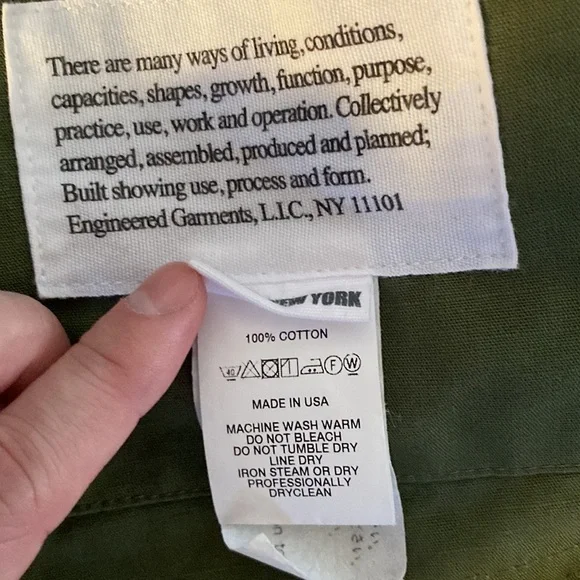 There are many ways of living, conditions,
capacities, shapes, growth, function, purpose,
practice, use, work and operation. Collectively
arranged, assembled, produced and planned;
Built showing use, process and form.
Engineered Garments, L.I.C., NY 11101
YORK
100% COTTON
40 F W
MADE IN USA
MACHINE WASH WARM
DO NOT BLEACH
DO NOT TUMBLE DRY
LINE DRY
IRON STEAM OR DRY
PROFESSIONALLY
DRYCLEAN